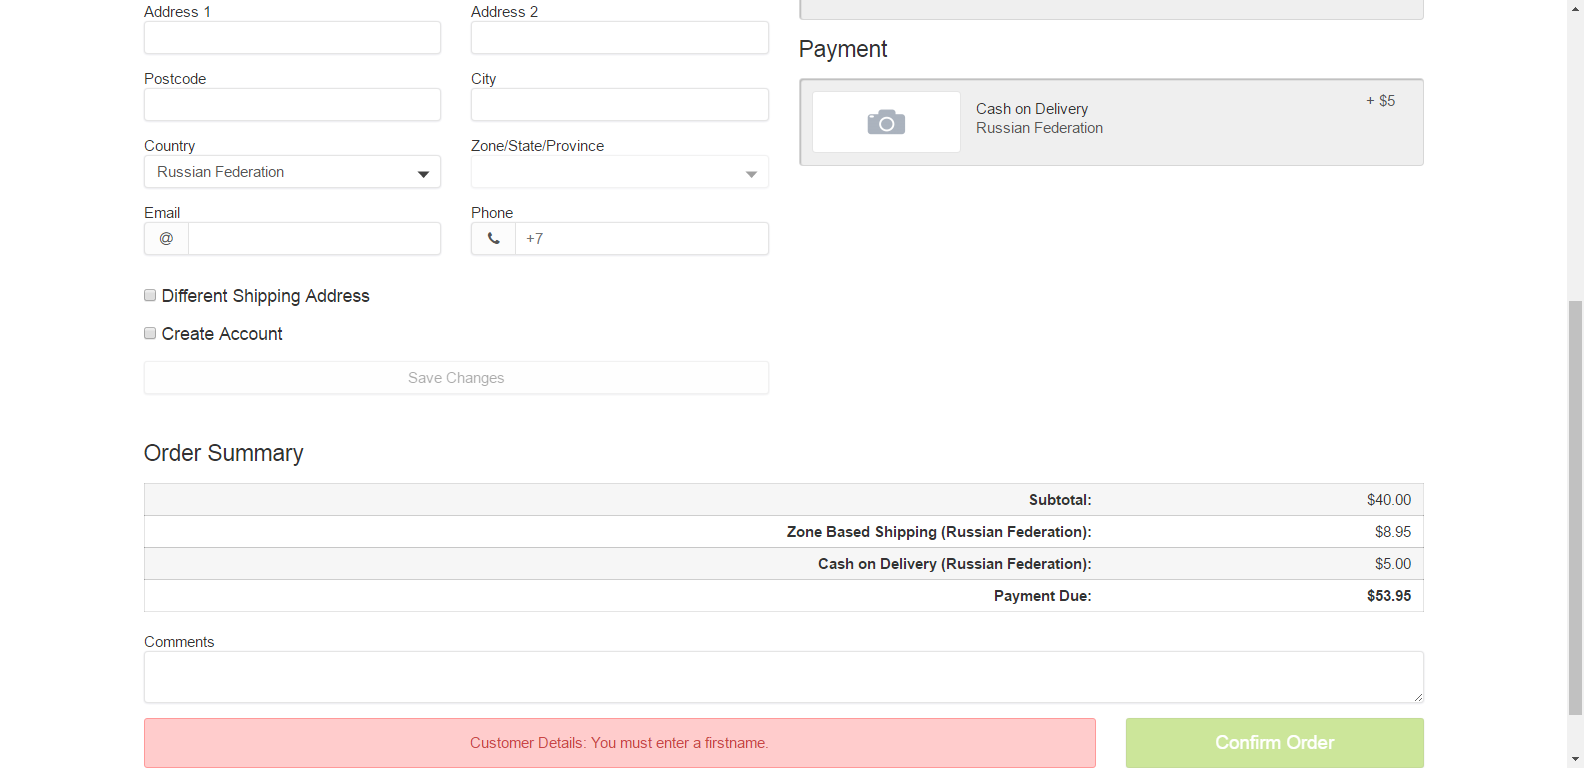 Address 1
Address 2
Postcode
City
Country
Zone/State/Province
Russian Federation
Email
Phone
@
+7
Different Shipping Address
Create Account
Save Changes
Payment
Cash on Delivery
+ $5
Russian Federation
Order Summary
Subtotal: $40.00
Zone Based Shipping (Russian Federation): $8.95
Cash on Delivery (Russian Federation): $5.00
Payment Due: $53.95
Comments
Customer Details: You must enter a firstname.
Confirm Order